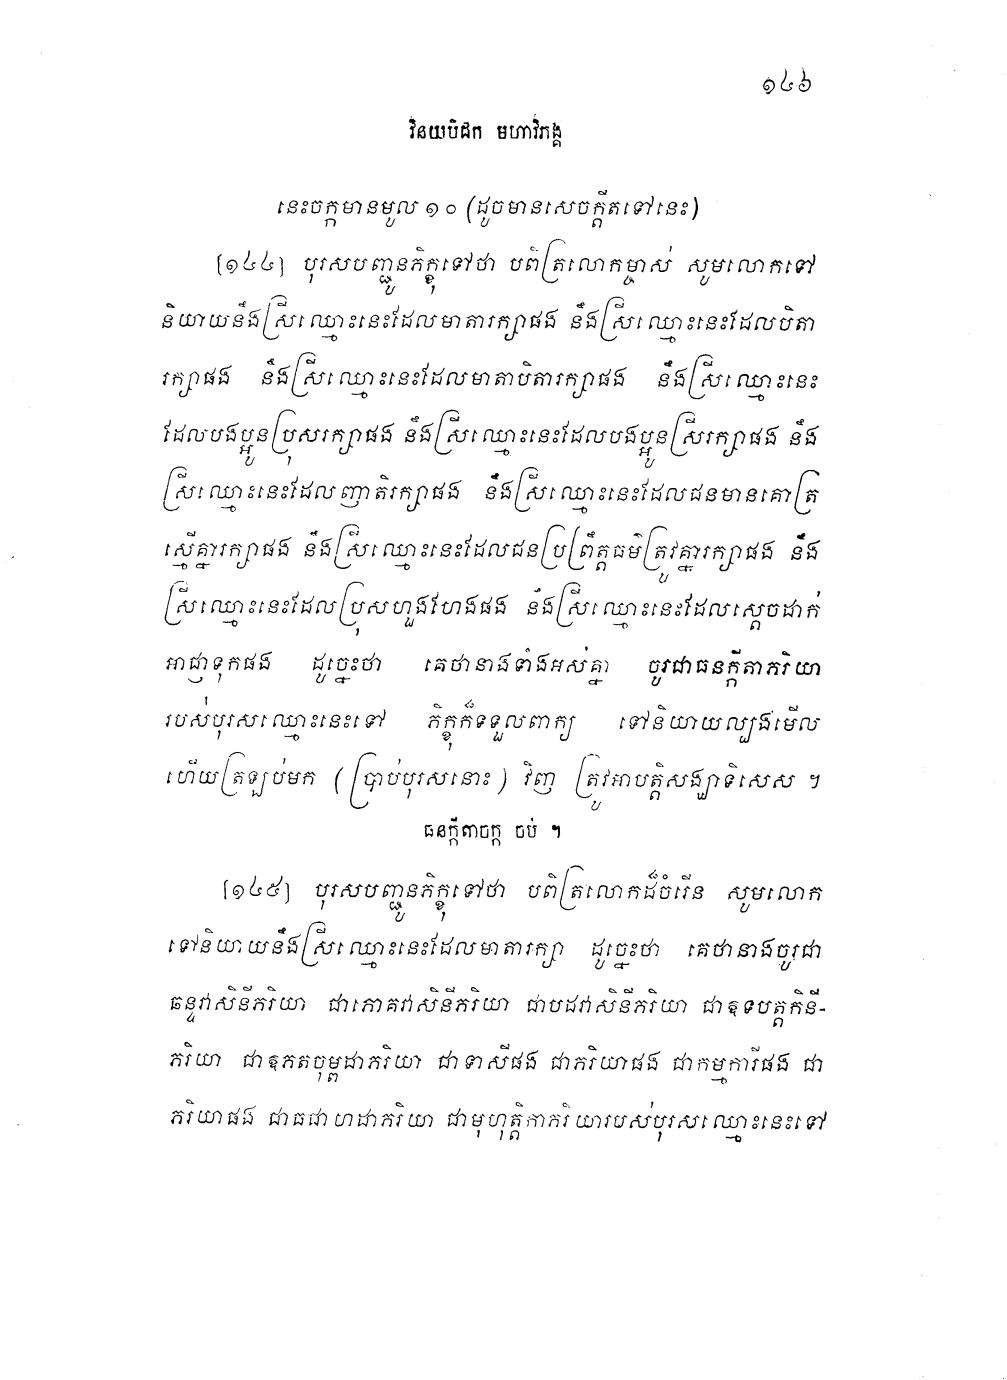 ១៤៦
វិនយបិដក មហាវិភង្គ
នេះចក្កមានមូល ១០ (ដូចមានសេចក្តីតទៅនេះ)
[១៤៤] បុរសបញ្ជូនភិក្ខុទៅថា បពិត្រលោកម្ចាស់ សូមលោកទៅ
និយាយនឹងស្រីឈ្មោះនេះដែលមាតារក្សាផង នឹងស្រីឈ្មោះនេះដែលបិតា
រក្សាផង នឹងស្រីឈ្មោះនេះដែលមាតាបិតារក្សាផង នឹងស្រីឈ្មោះនេះ
ដែលបងប្អូនប្រុសរក្សាផង នឹងស្រីឈ្មោះនេះដែលបងប្អូនស្រីរក្សាផង នឹង
ស្រីឈ្មោះនេះដែលញាតិរក្សាផង នឹងស្រីឈ្មោះនេះដែលជនមានគោត្រ
ស្មើគ្នារក្សាផង នឹងស្រីឈ្មោះនេះដែលជនប្រព្រឹត្តធម៌ត្រូវគ្នារក្សាផង នឹង
ស្រីឈ្មោះនេះដែលប្រុសហួងហែងផង នឹងស្រីឈ្មោះនេះដែលស្តេចដាក់
អាជ្ញាទុកផង ដូច្នេះថា គេថានាងទាំងអស់គ្នា ចូរជាធនក្កីតាភរិយា
របស់បុរសឈ្មោះនេះទៅ ភិក្ខុក៏ទទួលពាក្យ ទៅនិយាយល្បងមើល
ហើយត្រឡប់មក (ប្រាប់បុរសនោះ) វិញ ត្រូវអាបត្តិសង្ឃាទិសេស ។
ធនក្កីតាចក្ក ចប់ ។
[១៤៥] បុរសបញ្ជូនភិក្ខុទៅថា បពិត្រលោកដ៏ចំរើន សូមលោក
ទៅនិយាយនឹងស្រីឈ្មោះនេះដែលមាតារក្សា ដូច្នេះថា គេថានាងចូរជា
ធន្ទវាសិនីភរិយា ជាភោគវាសិនីភរិយា ជាបដវាសិនីភរិយា ជាឧទបត្តកិនី-
ភរិយា ជាឱភតចុម្ពដាភរិយា ជាទាសីផង ជាភរិយាផង ជាកម្មការីផង ជា
ភរិយាផង ជាធជាហដាភរិយា ជាមុហុត្តិកាភរិយារបស់បុរសឈ្មោះនេះទៅ